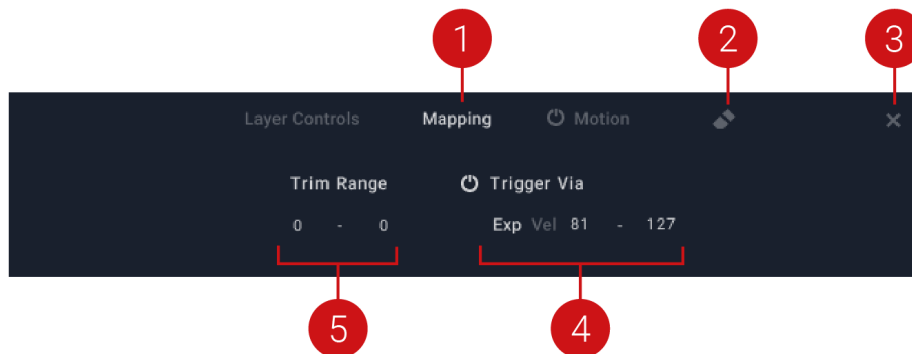 1 2 3
Layer Controls Mapping Motion
Trim Range Trigger Via
0 - 0 Exp Vel 81 - 127
5 4